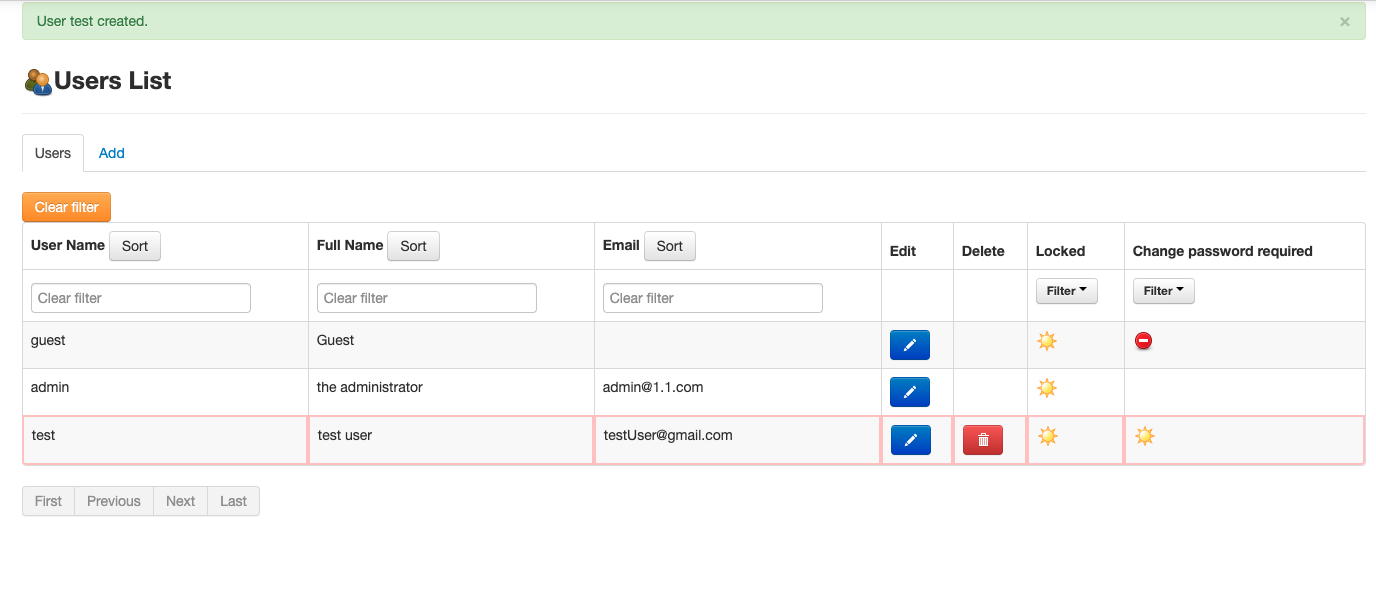 User test created. ×
Users List
Users Add
Clear filter
User Name Sort Full Name Sort Email Sort Edit Delete Locked Change password required
Clear filter Clear filter Clear filter Filter Filter
guest Guest
admin the administrator admin@1.1.com
test test user testUser@gmail.com
First Previous Next Last